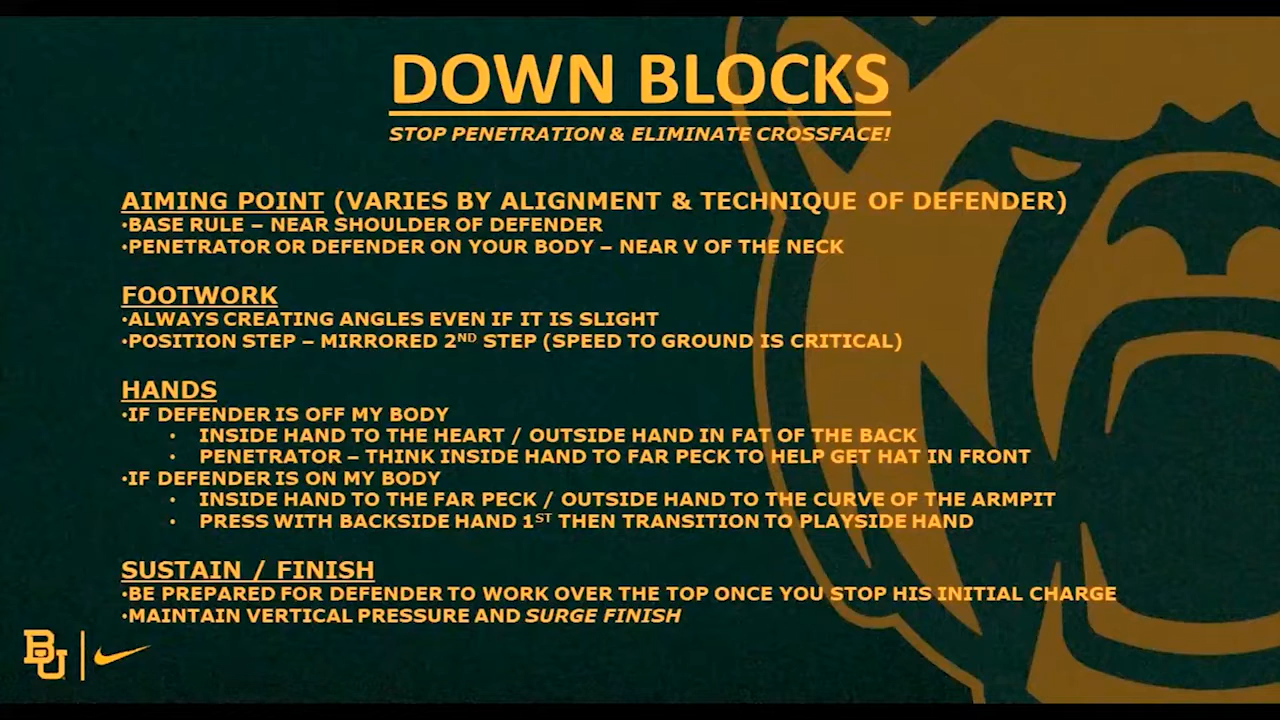 DOWN BLOCKS
STOP PENETRATION & ELIMINATE CROSSFACE!
AIMING POINT (VARIES BY ALIGNMENT & TECHNIQUE OF DEFENDER)
•BASE RULE – NEAR SHOULDER OF DEFENDER
•PENETRATOR OR DEFENDER ON YOUR BODY – NEAR V OF THE NECK
FOOTWORK
•ALWAYS CREATING ANGLES EVEN IF IT IS SLIGHT
•POSITION STEP – MIRRORED 2ND STEP (SPEED TO GROUND IS CRITICAL)
HANDS
•IF DEFENDER IS OFF MY BODY
• INSIDE HAND TO THE HEART / OUTSIDE HAND IN FAT OF THE BACK
• PENETRATOR – THINK INSIDE HAND TO FAR PECK TO HELP GET HAT IN FRONT
•IF DEFENDER IS ON MY BODY
• INSIDE HAND TO THE FAR PECK / OUTSIDE HAND TO THE CURVE OF THE ARMPIT
• PRESS WITH BACKSIDE HAND 1ST THEN TRANSITION TO PLAYSIDE HAND
SUSTAIN / FINISH
•BE PREPARED FOR DEFENDER TO WORK OVER THE TOP ONCE YOU STOP HIS INITIAL CHARGE
•MAINTAIN VERTICAL PRESSURE AND SURGE FINISH
BU